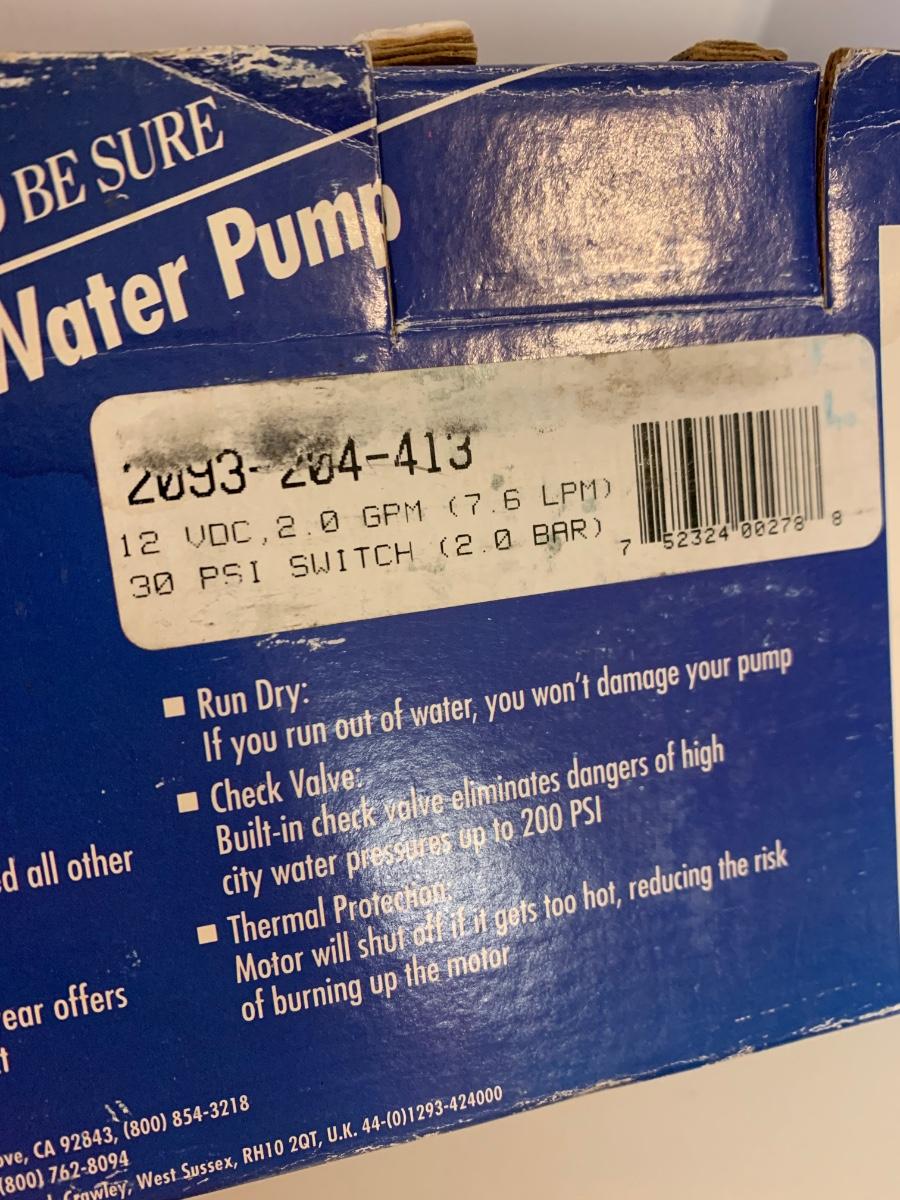 BE SURE
Water Pump
2093-204-413
12 VDC, 2.0 GPM (7.6 LPM)
30 PSI SWITCH (2.0 BAR)
7 52324 00278 8
■ Run Dry:
If you run out of water, you won't damage your pump
■ Check Valve:
Built-in check valve eliminates dangers of high
city water pressures up to 200 PSI
■ Thermal Protection:
Motor will shut off if it gets too hot, reducing the risk
of burning up the motor
all other
offers
CA 92843, (800) 854-3218
(800) 762-8094
Crawley, West Sussex, RH10 2QT, U.K. 44-(0)1293-424000